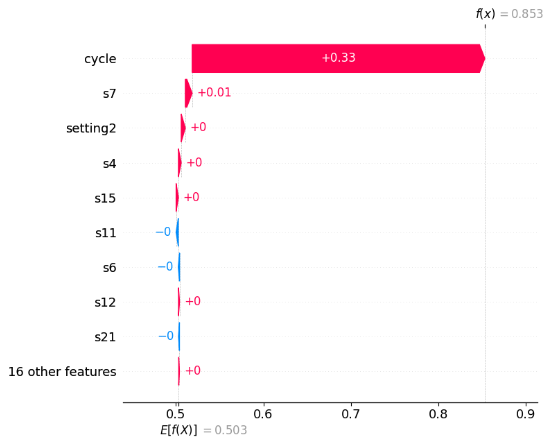 f(x) = 0.853
cycle +0.33
s7 +0.01
setting2 +0
s4 +0
s15 +0
s11 −0
s6 −0
s12 +0
s21 −0
16 other features +0
0.5 0.6 0.7 0.8 0.9
E[f(X)] = 0.503